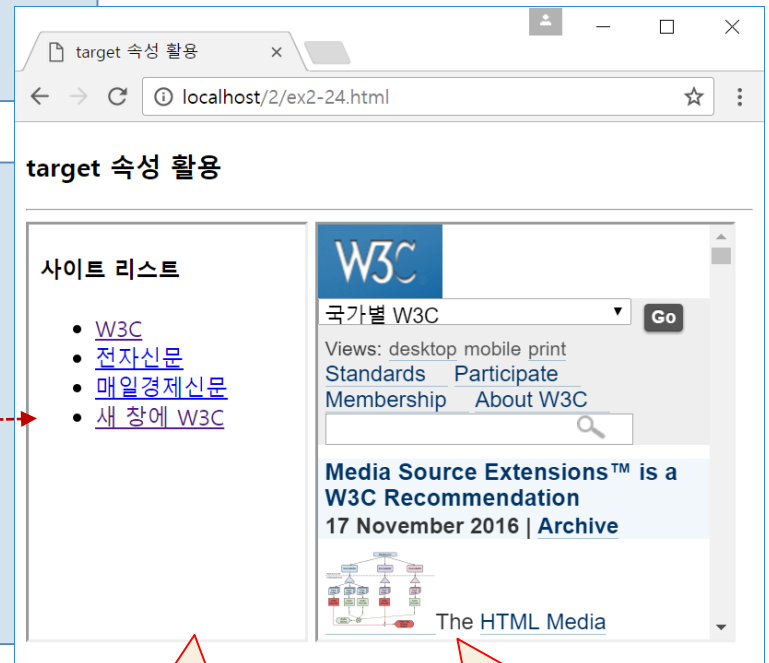 target 속성 활용
localhost/2/ex2-24.html
target 속성 활용
사이트 리스트
W3C
전자신문
매일경제신문
새 창에 W3C
W3C
국가별 W3C
Go
Views: desktop mobile print
Standards Participate
Membership About W3C
Media Source Extensions™ is a
W3C Recommendation
17 November 2016 | Archive
The HTML Media